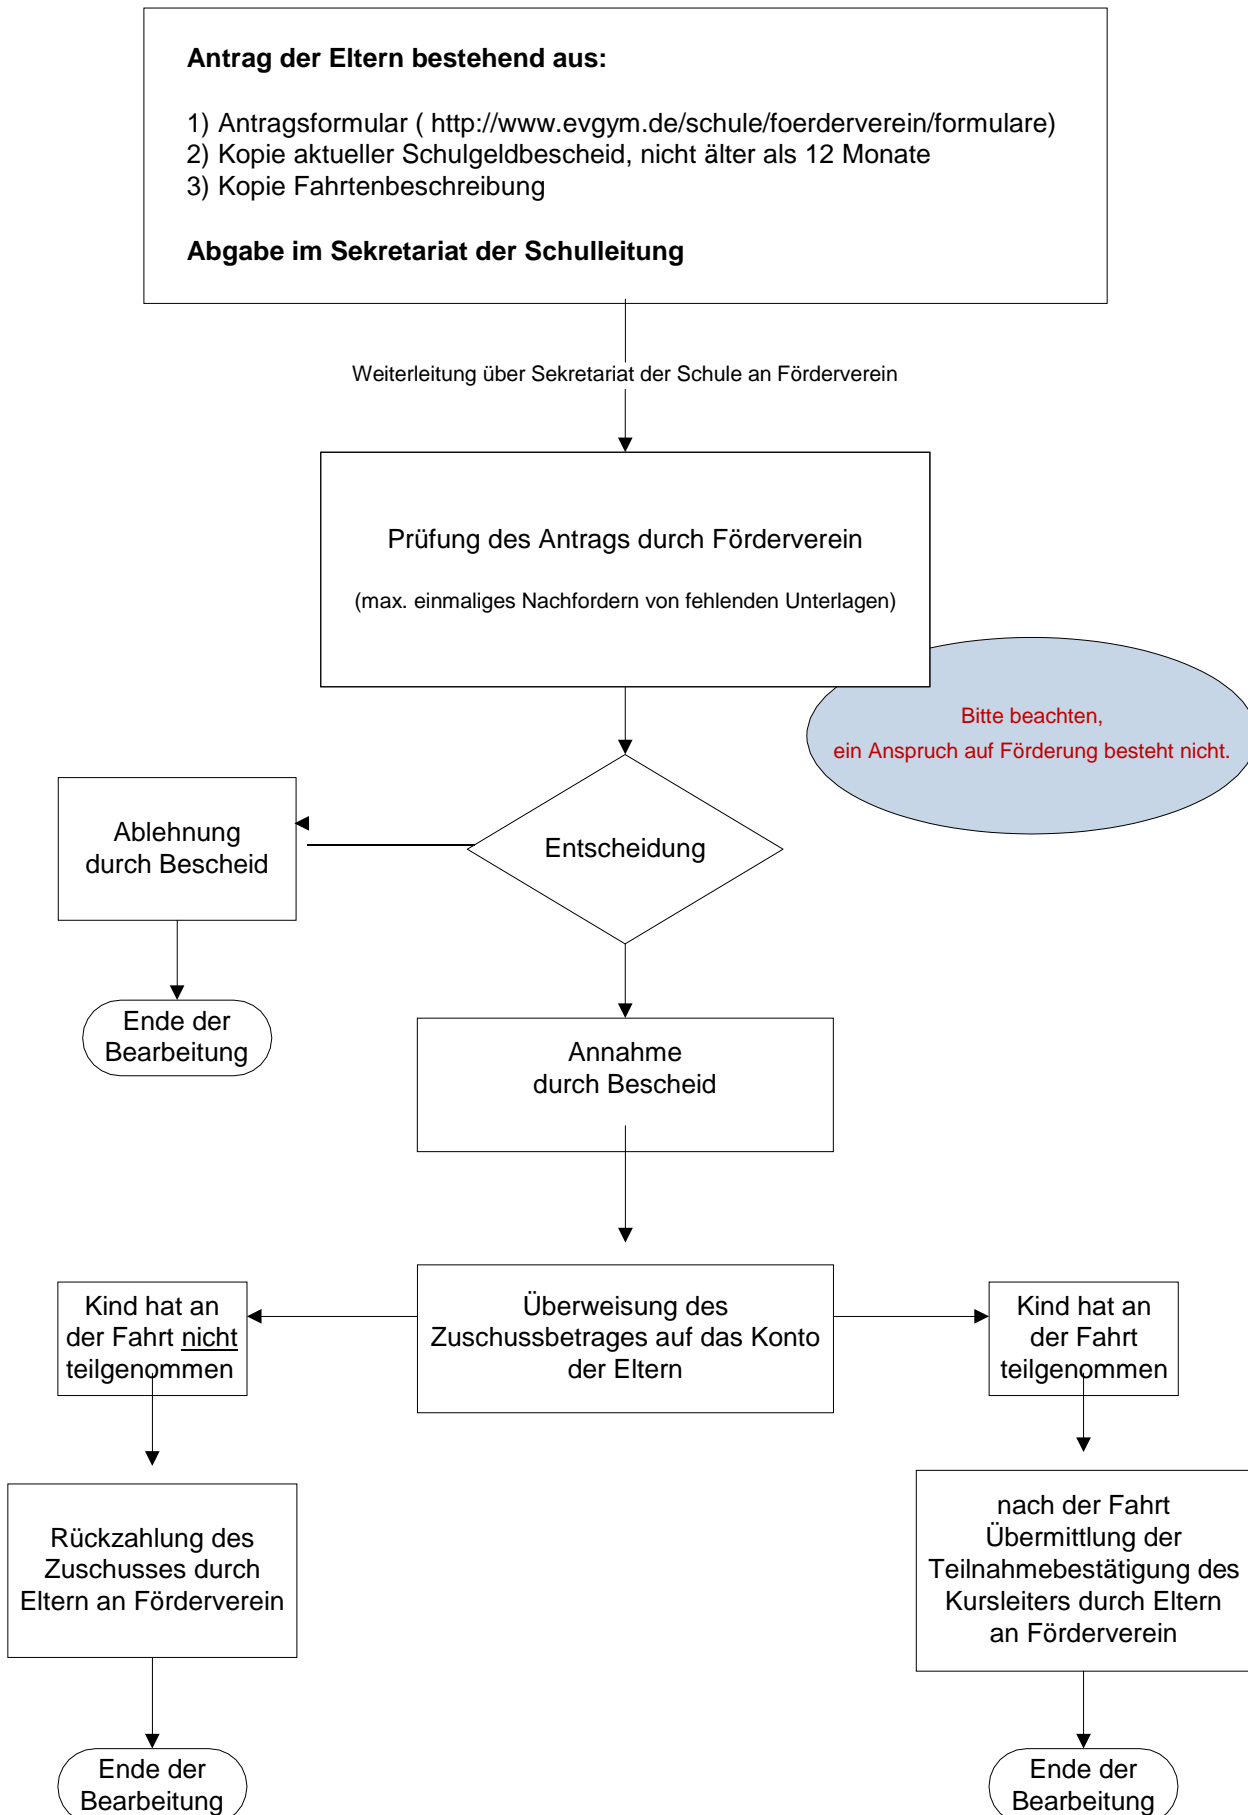 Antrag der Eltern bestehend aus:
1) Antragsformular ( http://www.evgym.de/schule/foerderverein/formulare)
2) Kopie aktueller Schulgeldbescheid, nicht älter als 12 Monate
3) Kopie Fahrtenbeschreibung
Abgabe im Sekretariat der Schulleitung
Weiterleitung über Sekretariat der Schule an Förderverein
Prüfung des Antrags durch Förderverein
(max. einmaliges Nachfordern von fehlenden Unterlagen)
Bitte beachten,
ein Anspruch auf Förderung besteht nicht.
Ablehnung
durch Bescheid
Entscheidung
Ende der
Bearbeitung
Annahme
durch Bescheid
Kind hat an
der Fahrt nicht
teilgenommen
Überweisung des
Zuschussbetrages auf das Konto
der Eltern
Kind hat an
der Fahrt
teilgenommen
Rückzahlung des
Zuschusses durch
Eltern an Förderverein
nach der Fahrt
Übermittlung der
Teilnahmebestätigung des
Kursleiters durch Eltern
an Förderverein
Ende der
Bearbeitung
Ende der
Bearbeitung